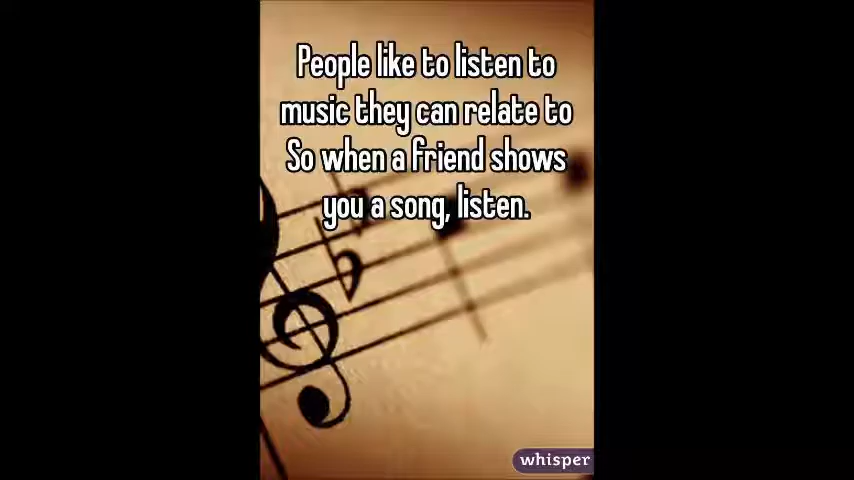 People like to listen to
music they can relate to
So when a friend shows
you a song, listen.
whisper